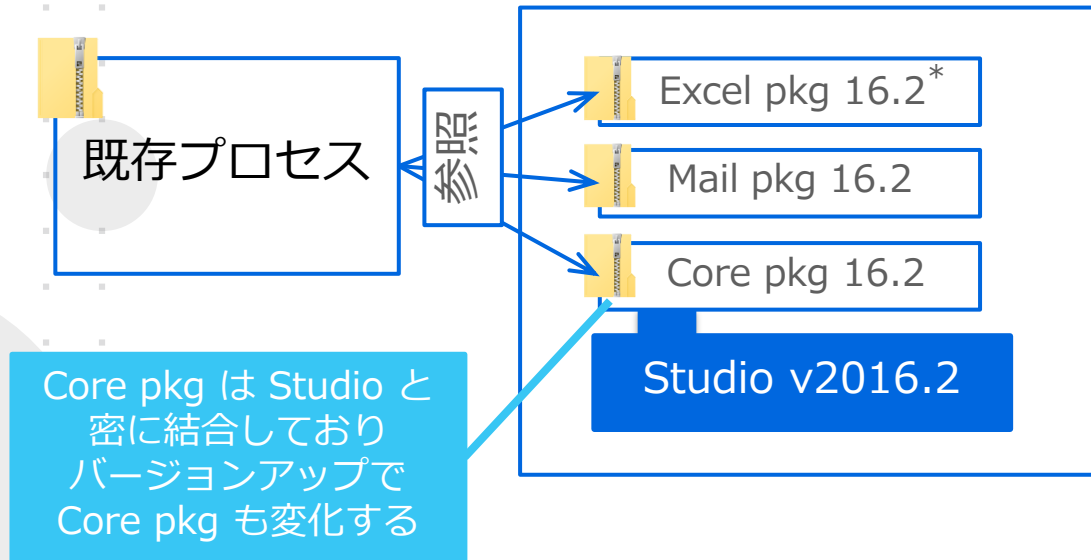 既存プロセス
参照
Excel pkg 16.2*
Mail pkg 16.2
Core pkg 16.2
Studio v2016.2
Core pkg は Studio と
密に結合しており
バージョンアップで
Core pkg も変化する